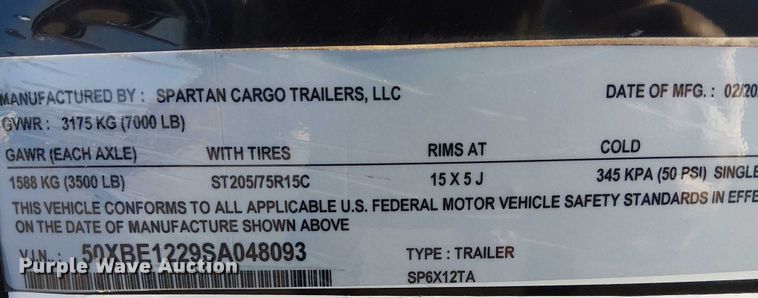 MANUFACTURED BY : SPARTAN CARGO TRAILERS, LLC DATE OF MFG. : 02/20
GVWR : 3175 KG (7000 LB)
GAWR (EACH AXLE) WITH TIRES RIMS AT COLD
1588 KG (3500 LB) ST205/75R15C 15 X 5 J 345 KPA (50 PSI) SINGLE
THIS VEHICLE CONFORMS TO ALL APPLICABLE U.S. FEDERAL MOTOR VEHICLE SAFETY STANDARDS IN EFFE
ON THE DATE OF MANUFACTURE SHOWN ABOVE
V.I.N. : 50XBE1229SA048093 TYPE : TRAILER
Purple Wave Auction
SP6X12TA